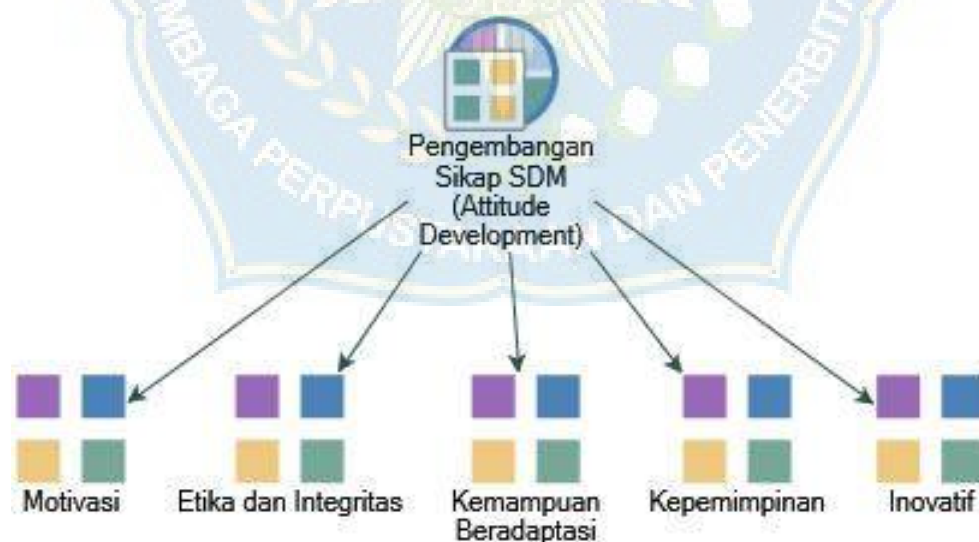 Pengembangan
Sikap SDM
(Attitude
Development)
Motivasi
Etika dan Integritas
Kemampuan
Beradaptasi
Kepemimpinan
Inovatif